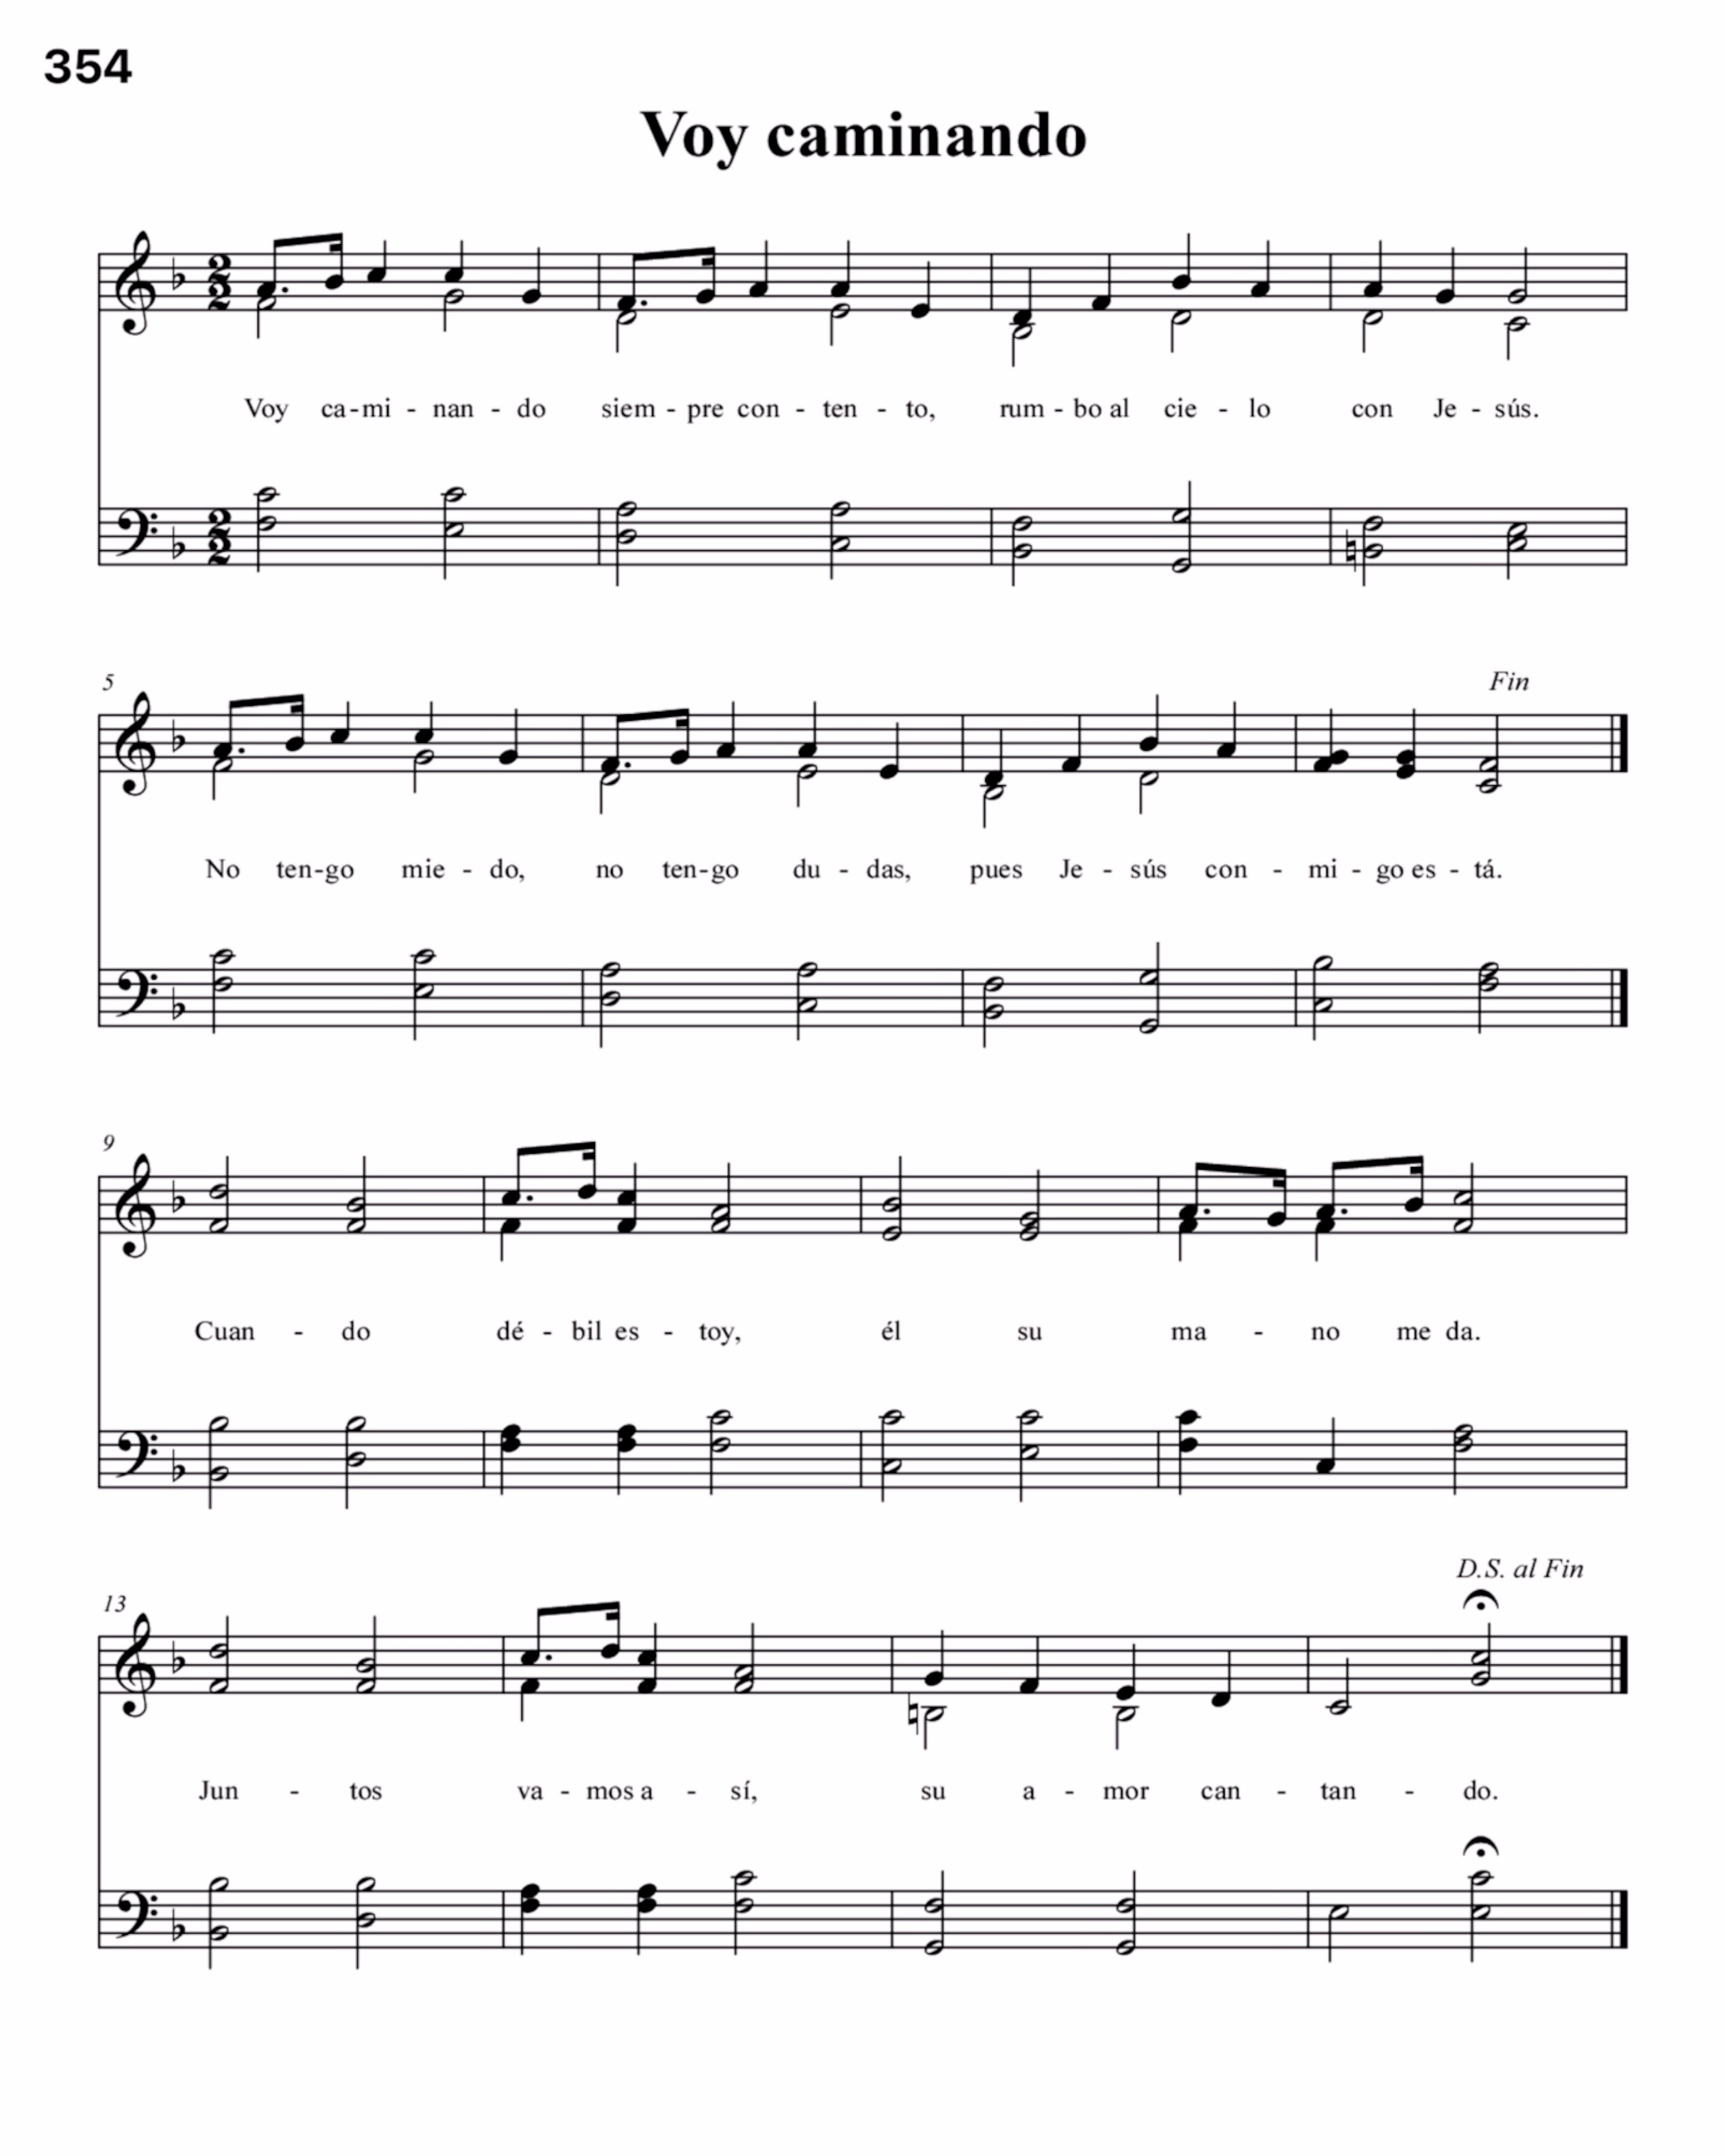 354
Voy caminando
Voy ca-mi - nan - do siem - pre con - ten - to, rum - bo al cie - lo con Je - sús.
5
Fin
No ten-go mie - do, no ten-go du - das, pues Je - sús con - mi - go es - tá.
9
Cuan - do dé - bil es - toy, él su ma - no me da.
D.S. al Fin
13
Jun - tos va - mos a - sí, su a - mor can - tan - do.